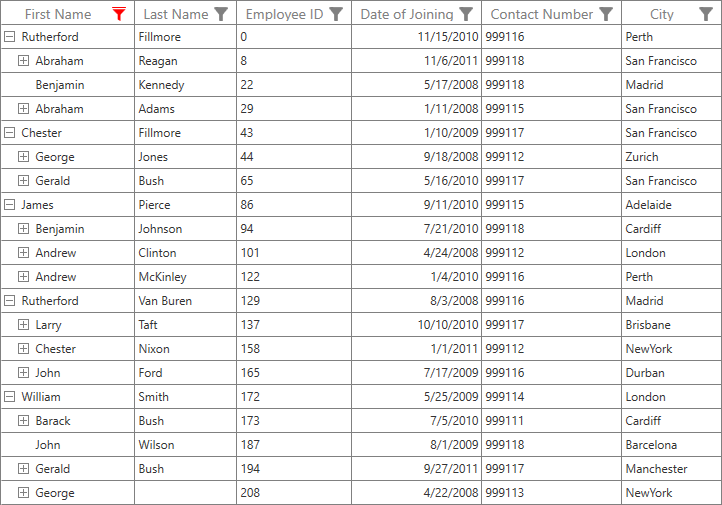 First Name Last Name Employee ID Date of Joining Contact Number City
Rutherford Fillmore 0 11/15/2010 999116 Perth
Abraham Reagan 8 11/6/2011 999118 San Francisco
Benjamin Kennedy 22 5/17/2008 999118 Madrid
Abraham Adams 29 1/11/2008 999115 San Francisco
Chester Fillmore 43 1/10/2009 999117 San Francisco
George Jones 44 9/18/2008 999112 Zurich
Gerald Bush 65 5/16/2010 999117 San Francisco
James Pierce 86 9/11/2010 999115 Adelaide
Benjamin Johnson 94 7/21/2010 999118 Cardiff
Andrew Clinton 101 4/24/2008 999112 London
Andrew McKinley 122 1/4/2010 999116 Perth
Rutherford Van Buren 129 8/3/2008 999116 Madrid
Larry Taft 137 10/10/2010 999117 Brisbane
Chester Nixon 158 1/1/2011 999112 NewYork
John Ford 165 7/17/2009 999116 Durban
William Smith 172 5/25/2009 999114 London
Barack Bush 173 7/5/2010 999111 Cardiff
John Wilson 187 8/1/2009 999118 Barcelona
Gerald Bush 194 9/27/2011 999117 Manchester
George 208 4/22/2008 999113 NewYork